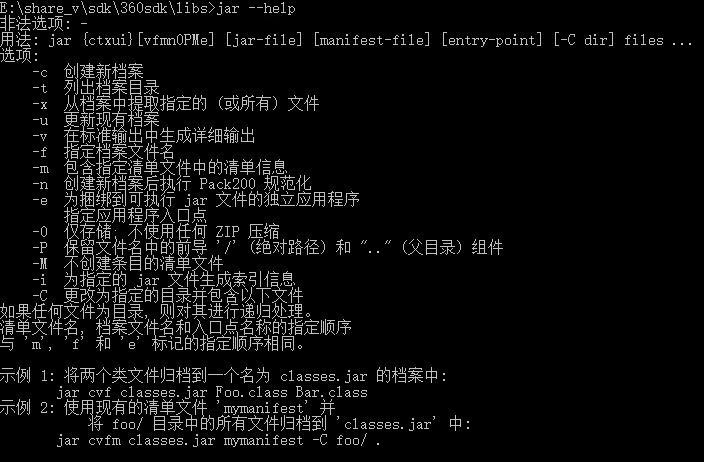 E:\share_v\sdk\360sdk\libs>jar --help
非法选项: -
用法: jar {ctxui}[vfmn0PMe] [jar-file] [manifest-file] [entry-point] [-C dir] files ...
选项:
    -c  创建新档案
    -t  列出档案目录
    -x  从档案中提取指定的 (或所有) 文件
    -u  更新现有档案
    -v  在标准输出中生成详细输出
    -f  指定档案文件名
    -m  包含指定清单文件中的清单信息
    -n  创建新档案后执行 Pack200 规范化
    -e  为捆绑到可执行 jar 文件的独立应用程序
        指定应用程序入口点
    -0  仅存储; 不使用任何 ZIP 压缩
    -P  保留文件名中的前导 '/' (绝对路径) 和 ".." (父目录) 组件
    -M  不创建条目的清单文件
    -i  为指定的 jar 文件生成索引信息
    -C  更改为指定的目录并包含以下文件
如果任何文件为目录, 则对其进行递归处理。
清单文件名, 档案文件名和入口点名称的指定顺序
与 'm', 'f' 和 'e' 标记的指定顺序相同。

示例 1: 将两个类文件归档到一个名为 classes.jar 的档案中:
       jar cvf classes.jar Foo.class Bar.class
示例 2: 使用现有的清单文件 'mymanifest' 并
           将 foo/ 目录中的所有文件归档到 'classes.jar' 中:
       jar cvfm classes.jar mymanifest -C foo/ .